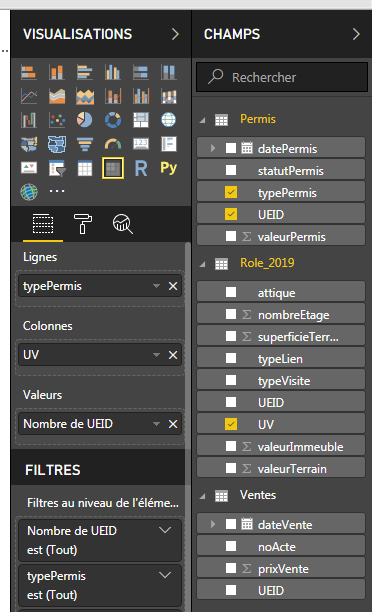 VISUALISATIONS
R
Py
...
Lignes
typePermis
Colonnes
UV
Valeurs
Nombre de UEID
FILTRES
Filtres au niveau de l'éléme...
Nombre de UEID
est (Tout)
typePermis
est (Tout)
CHAMPS
Rechercher
Permis
datePermis
statutPermis
typePermis
UEID
Σ valeurPermis
Role_2019
attique
Σ nombreEtage
Σ superficieTerr...
typeLien
typeVisite
UEID
UV
Σ valeurImmeuble
Σ valeurTerrain
Ventes
dateVente
noActe
Σ prixVente
UEID